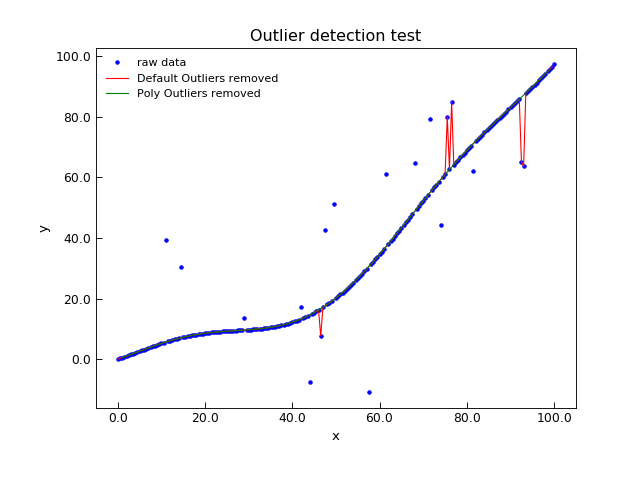 Outlier detection test
raw data
Default Outliers removed
Poly Outliers removed
100.0
80.0
60.0
40.0
20.0
0.0
y
0.0 20.0 40.0 60.0 80.0 100.0
x